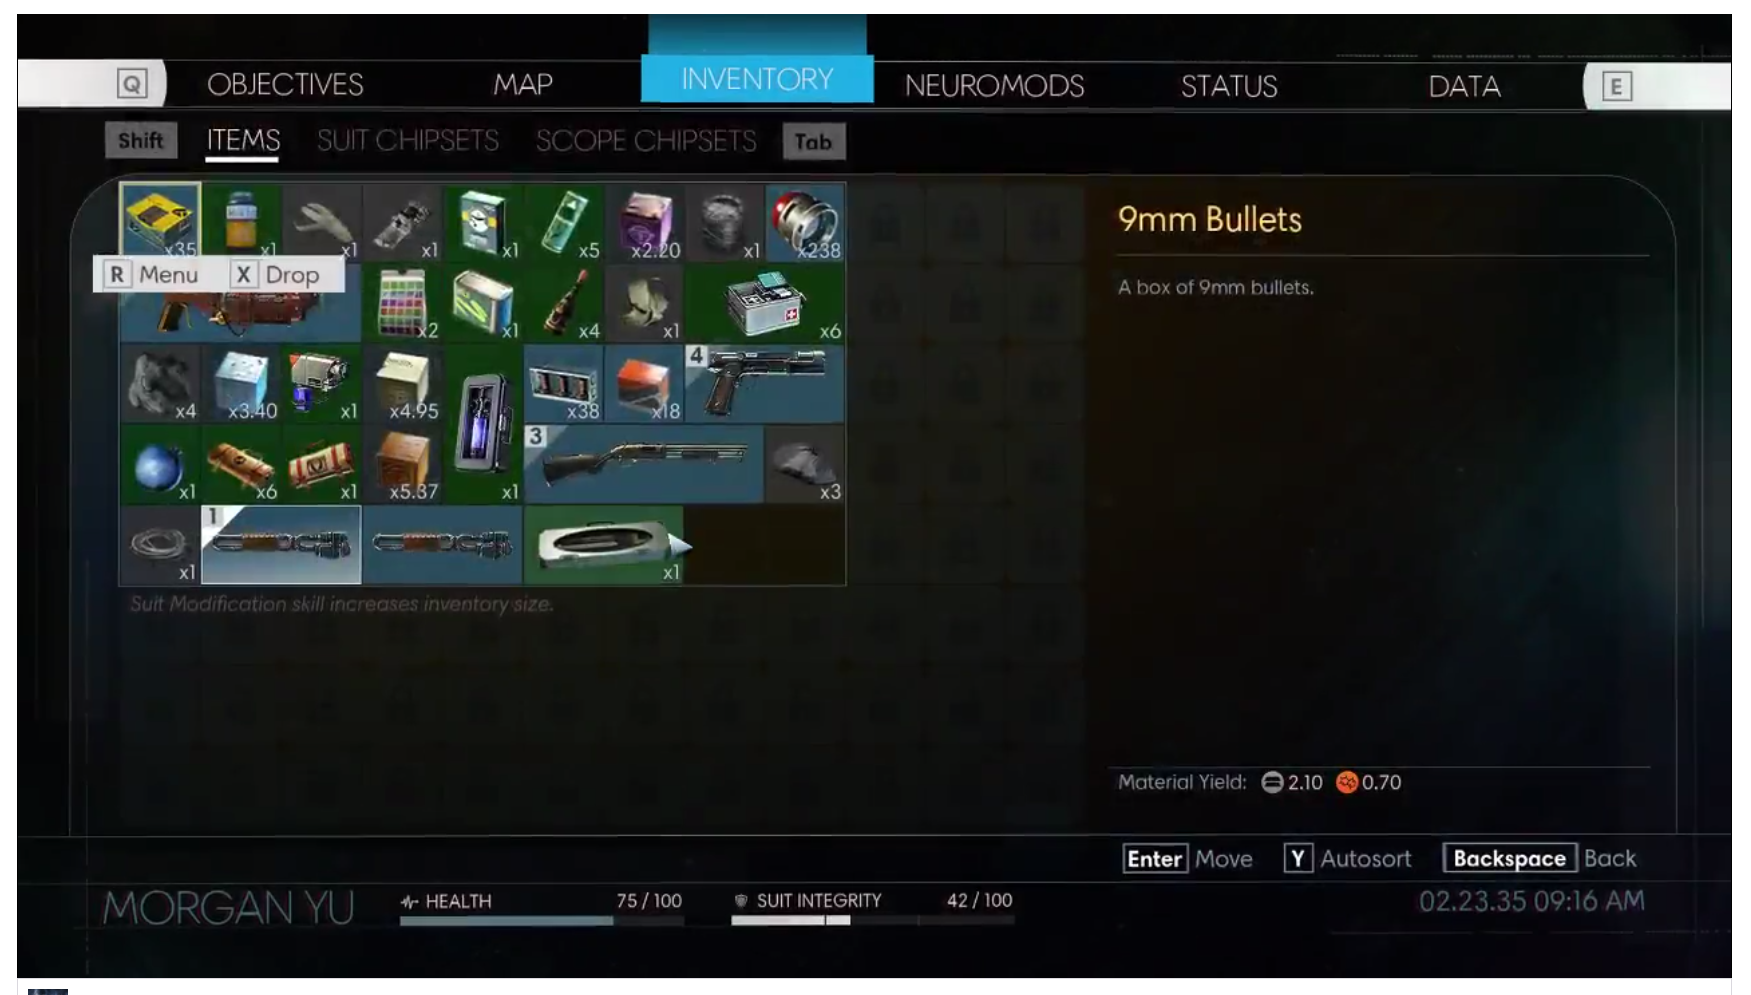 Q OBJECTIVES MAP INVENTORY NEUROMODS STATUS DATA E
Shift ITEMS SUIT CHIPSETS SCOPE CHIPSETS Tab
x35 x1 x1 x1 x1 x5 x2.20 x1 x238
R Menu X Drop
x2 x1 x4 x1 x6
4
x4 x3.40 x1 x4.95 x38 x18
3
x1 x6 x1 x5.37 x1 x3
1
x1 x1
Suit Modification skill increases inventory size.
9mm Bullets
A box of 9mm bullets.
Material Yield: 2.10 0.70
Enter Move Y Autosort Backspace Back
MORGAN YU HEALTH 75 / 100 SUIT INTEGRITY 42 / 100 02.23.35 09:16 AM